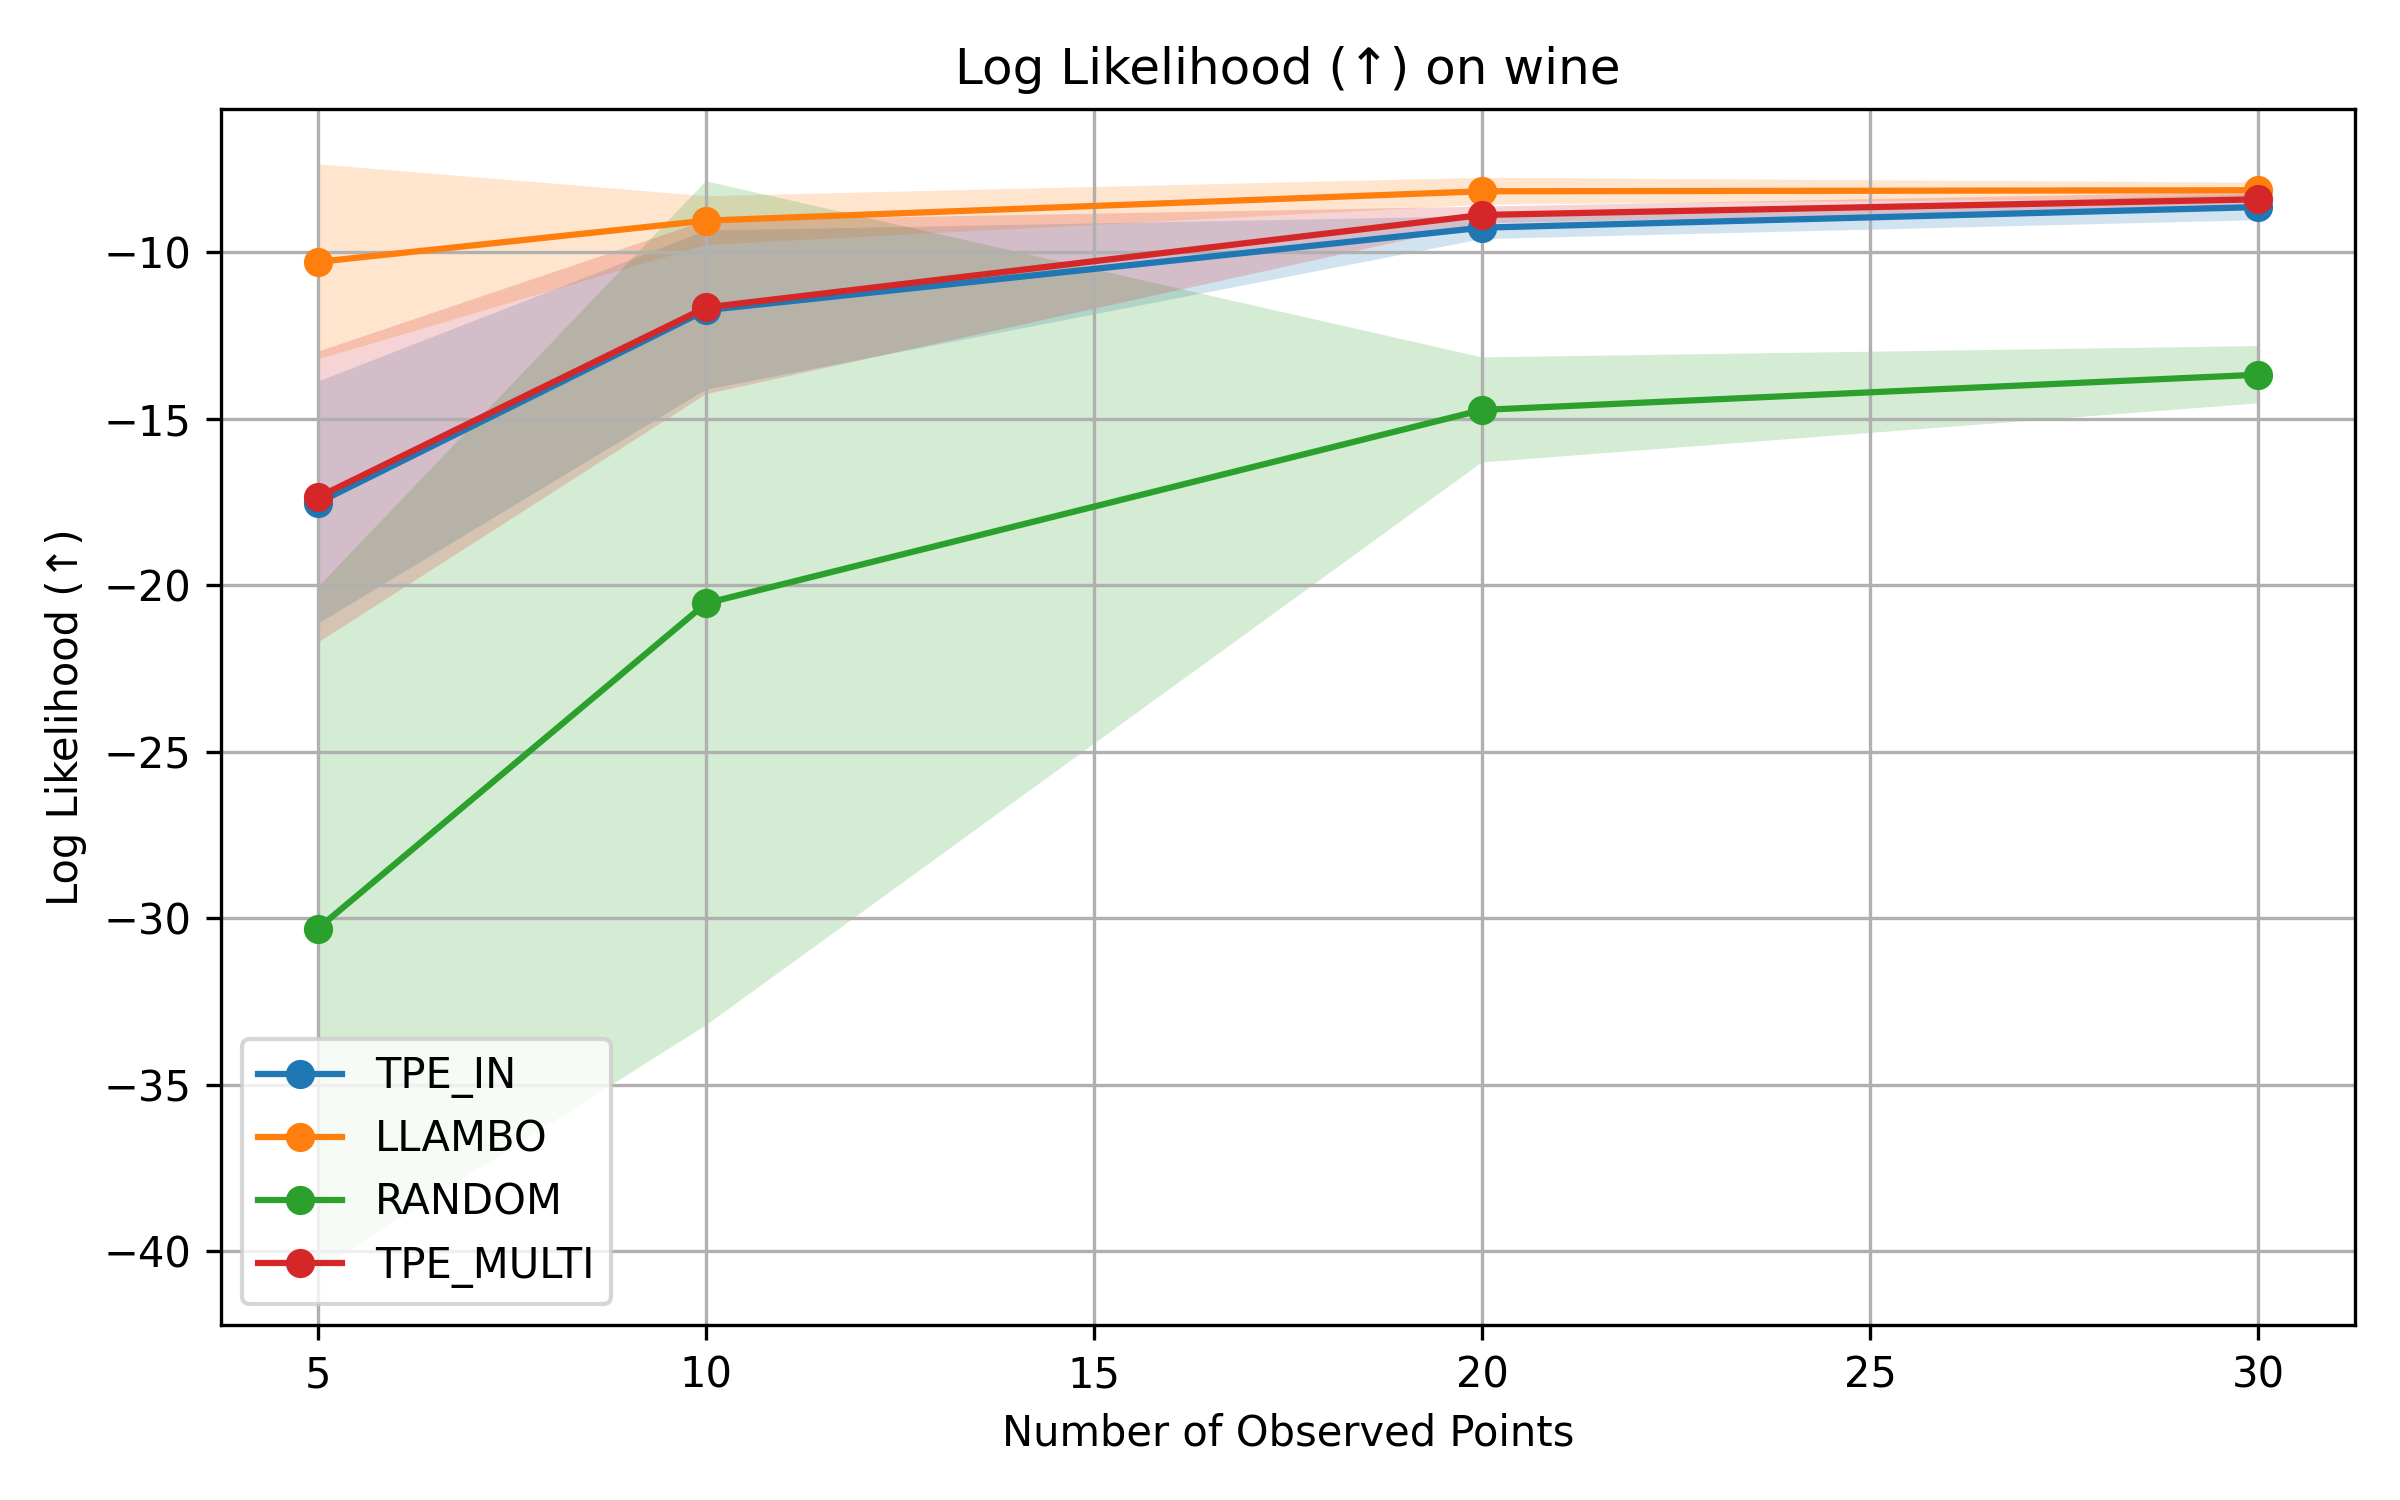 Log Likelihood (↑) on wine
Log Likelihood (↑)
−10
−15
−20
−25
−30
−35
−40
TPE_IN
LLAMBO
RANDOM
TPE_MULTI
5 10 15 20 25 30
Number of Observed Points